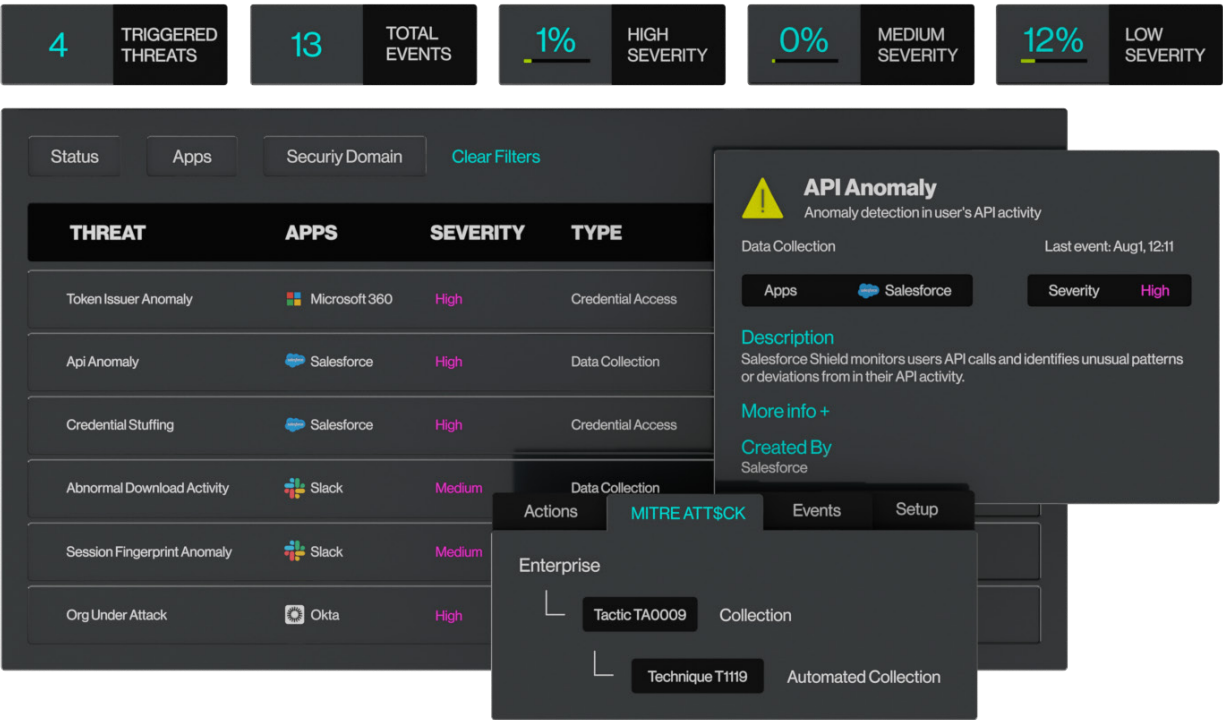 4
TRIGGERED
THREATS
13
TOTAL
EVENTS
1%
HIGH
SEVERITY
0%
MEDIUM
SEVERITY
12%
LOW
SEVERITY
Status
Apps
Securiy Domain
Clear Filters
THREAT APPS SEVERITY TYPE
Token Issuer Anomaly Microsoft 360 High Credential Access
Api Anomaly Salesforce High Data Collection
Credential Stuffing Salesforce High Credential Access
Abnormal Download Activity Slack Medium Data Collection
Session Fingerprint Anomaly Slack Medium
Org Under Attack Okta High
API Anomaly
Anomaly detection in user's API activity
Data Collection Last event: Aug1, 12:11
Apps Salesforce Severity High
Description
Salesforce Shield monitors users API calls and identifies unusual patterns
or deviations from in their API activity.
More info +
Created By
Salesforce
Actions MITRE ATT$CK Events Setup
Enterprise
Tactic TA0009 Collection
Technique T1119 Automated Collection